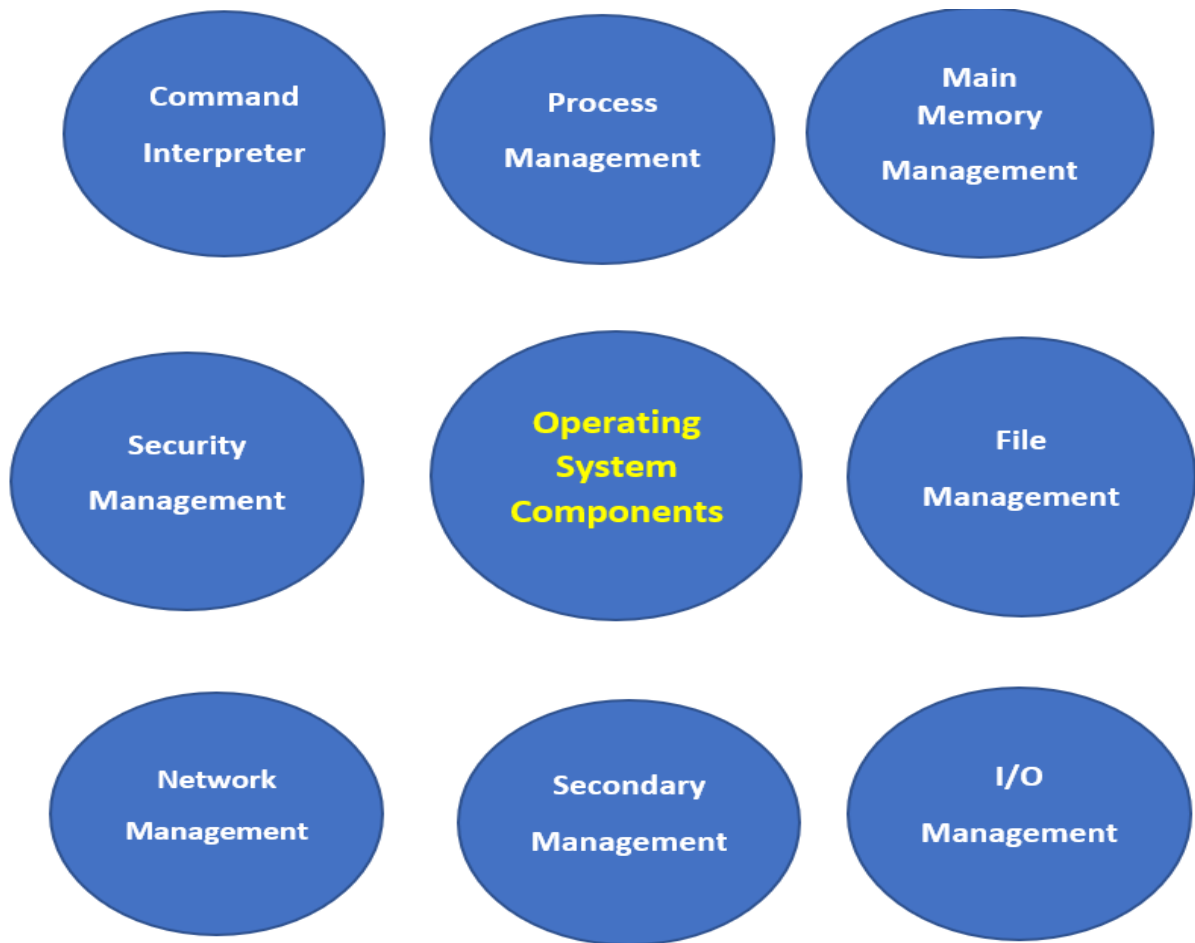 Command
Interpreter
Process
Management
Main
Memory
Management
Security
Management
Operating
System
Components
File
Management
Network
Management
Secondary
Management
I/O
Management